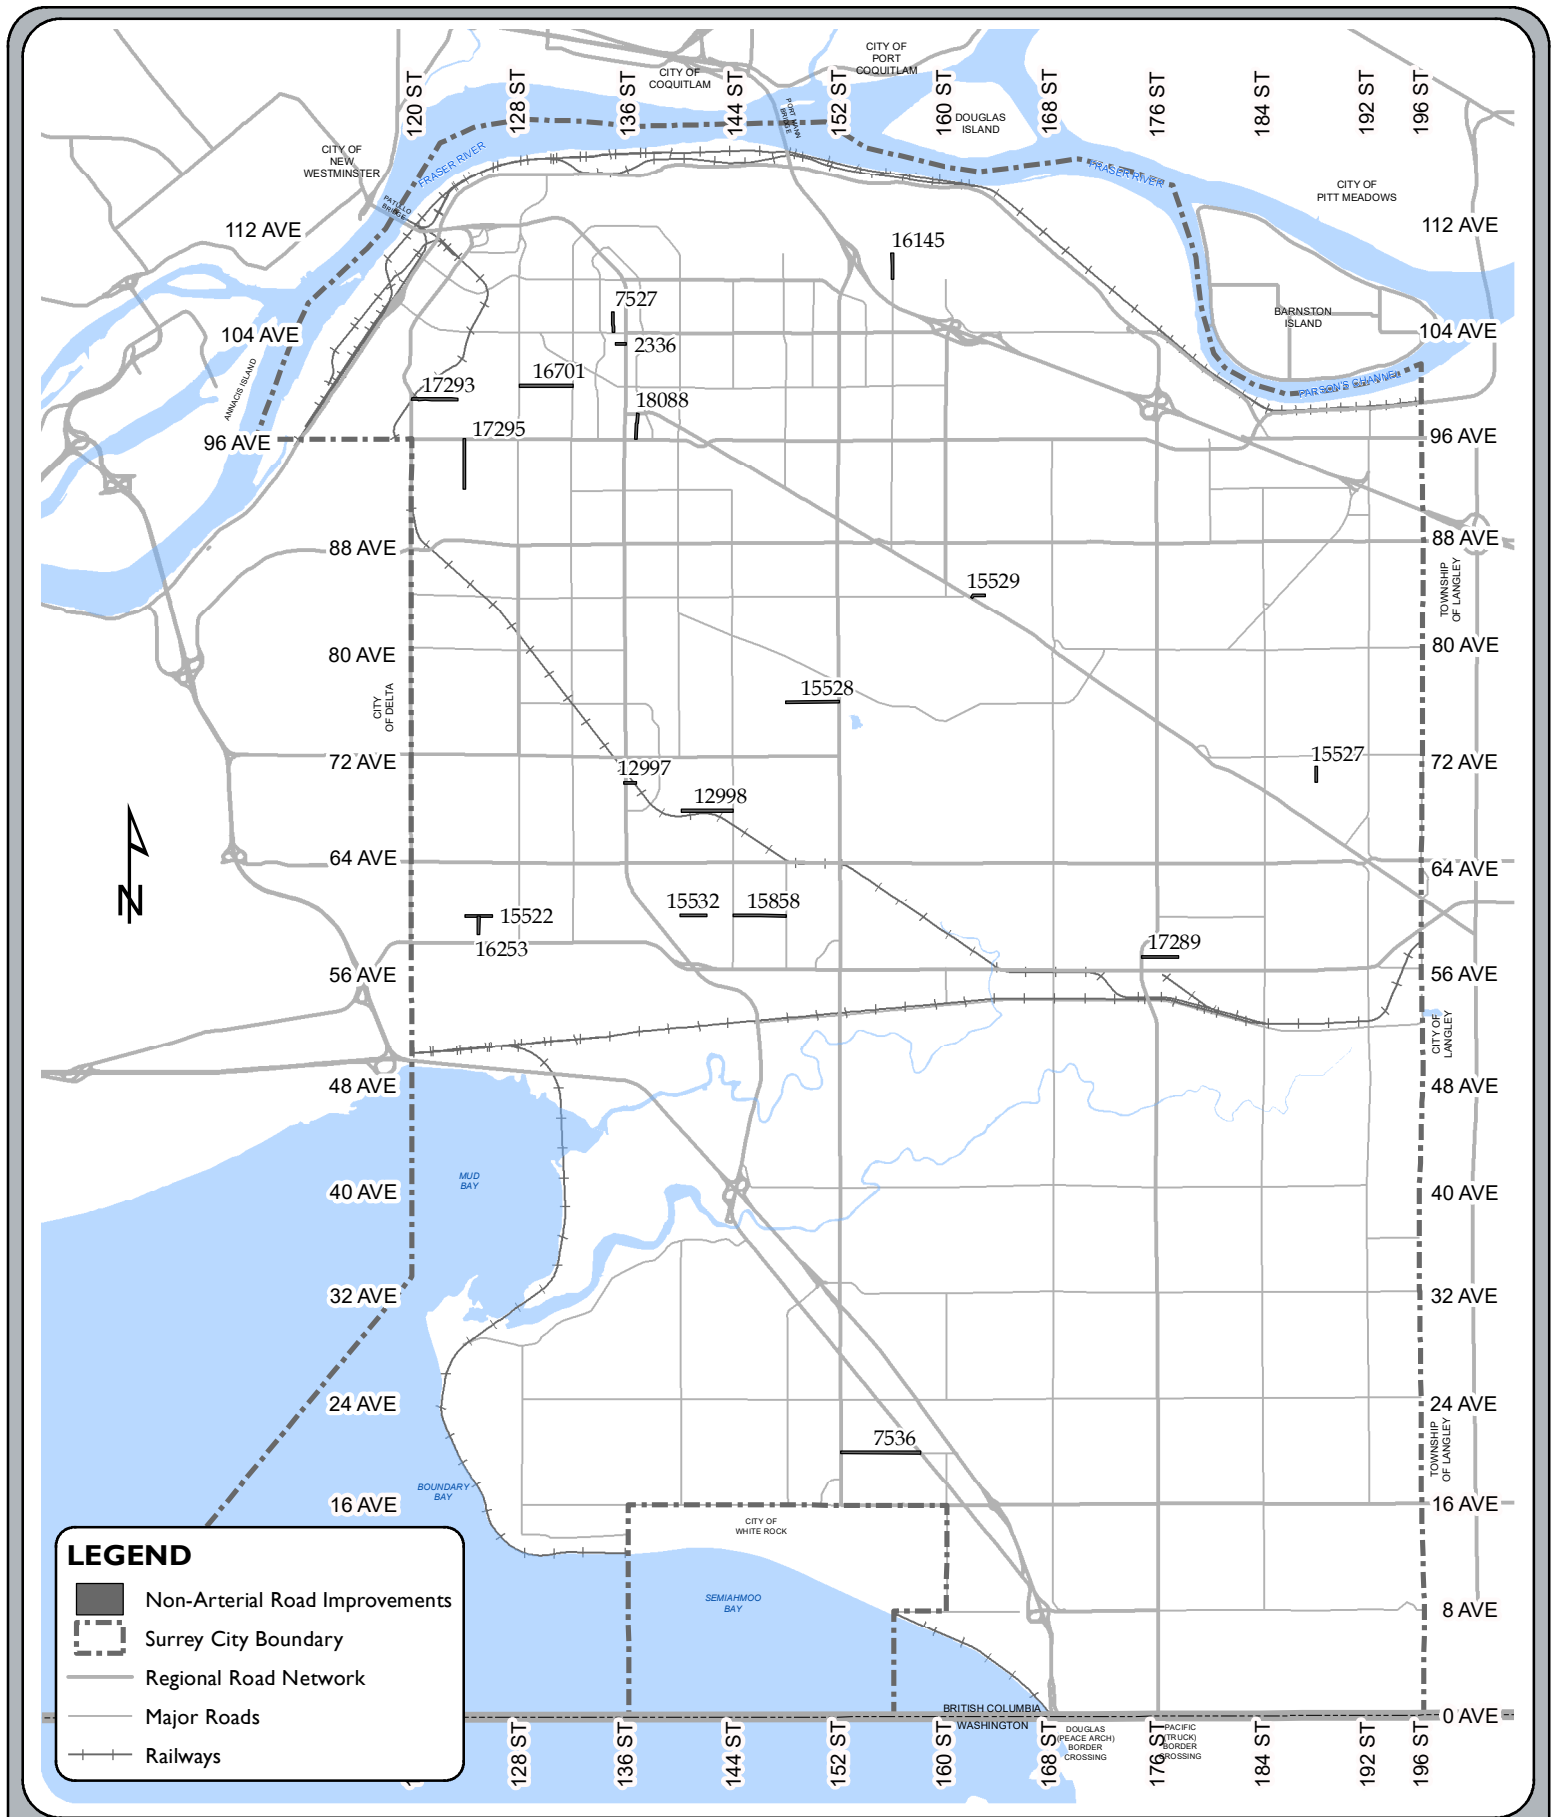 CITY OF
PORT
COQUITLAM
CITY OF
COQUITLAM
120 ST
128 ST
136 ST
144 ST
152 ST
160 ST
168 ST
176 ST
184 ST
192 ST
196 ST
PORT MANN
BRIDGE
DOUGLAS
ISLAND
CITY OF
NEW
WESTMINSTER
FRASER RIVER
FRASER RIVER
CITY OF
PITT MEADOWS
PATULLO
BRIDGE
112 AVE
112 AVE
16145
7527
BARNSTON
ISLAND
104 AVE
104 AVE
2336
16701
17293
ANNACIS ISLAND
PARSON'S CHANNEL
18088
17295
96 AVE
96 AVE
88 AVE
88 AVE
15529
TOWNSHIP
OF LANGLEY
80 AVE
80 AVE
CITY
OF DELTA
15528
72 AVE
15527
72 AVE
12997
12998
64 AVE
64 AVE
15522
15532
15858
16253
17289
56 AVE
56 AVE
CITY OF
LANGLEY
48 AVE
48 AVE
MUD
BAY
40 AVE
40 AVE
32 AVE
32 AVE
24 AVE
24 AVE
7536
TOWNSHIP
OF LANGLEY
BOUNDARY
BAY
16 AVE
16 AVE
CITY OF
WHITE ROCK
SEMIAHMOO
BAY
8 AVE
LEGEND
Non-Arterial Road Improvements
Surrey City Boundary
Regional Road Network
Major Roads
Railways
BRITISH COLUMBIA
WASHINGTON
0 AVE
128 ST
136 ST
144 ST
152 ST
160 ST
168 ST
DOUGLAS
(PEACE ARCH)
BORDER
CROSSING
176 ST
PACIFIC
(TRUCK)
BORDER
CROSSING
184 ST
192 ST
196 ST
N